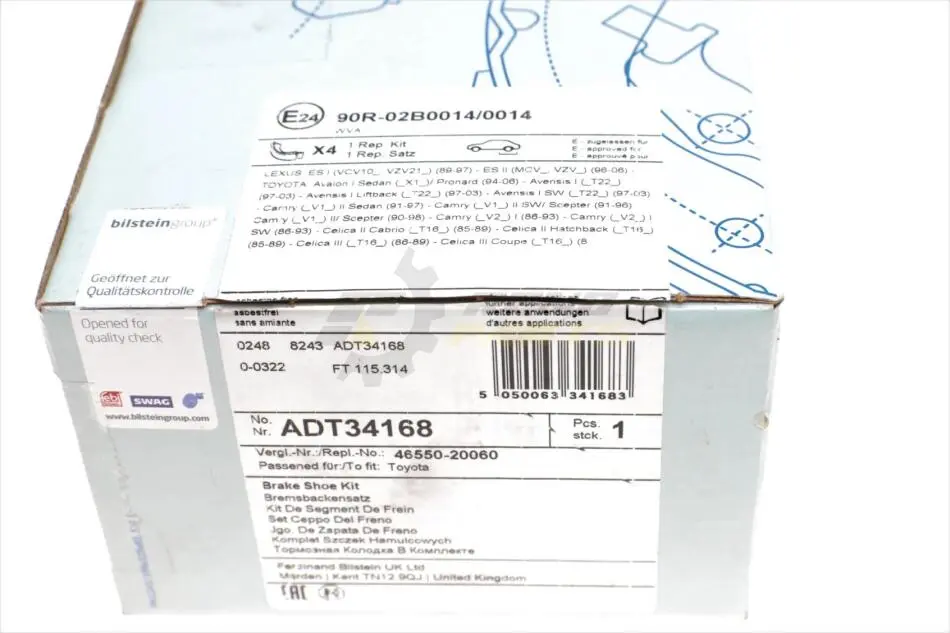 E24 90R-02B0014/0014
WVA
X4 1 Rep. Kit
1 Rep. Satz
E - zugelassen für
E - approved for
E - approuvé pour
LEXUS ES I (VCV10_, VZV21_) (89-97) - ES II (MCV_, VZV_) (96-06) -
TOYOTA Avalon I Sedan (_X1_)/ Pronard (94-06) - Avensis I (_T22_)
(97-03) - Avensis I Liftback (_T22_) (97-03) - Avensis I SW (_T22_) (97-03)
- Camry (_V1_) II Sedan (91-97) - Camry (_V1_) II SW/ Scepter (91-96)
Camry (_V1_) II/ Scepter (90-98) - Camry (_V2_) I (86-93) - Camry (_V2_) I
SW (86-93) - Celica II Cabrio (_T16_) (85-89) - Celica II Hatchback (_T16_)
(85-89) - Celica III (_T16_) (86-89) - Celica III Coupe (_T16_) (8
bilsteingroup®
Geöffnet zur
Qualitätskontrolle
Opened for
quality check
febi SWAG
www.bilsteingroup.com
asbestfrei
sans amiante
further applications
weitere anwendungen
d'autres applications
0248 8243 ADT34168
0-0322 FT 115.314
5 050063 341683
No.
Nr. ADT34168
Pcs.
stck. 1
Vergl.-Nr.:/Repl.-No.: 46550-20060
Passened für:/To fit: Toyota
Brake Shoe Kit
Bremsbackensatz
Kit De Segment De Frein
Set Ceppo Del Freno
Jgo. De Zapata De Freno
Komplet Szczek Hamulcowych
Тормозная Колодка В Комплекте
Ferdinand Bilstein UK Ltd
Marden | Kent TN12 9QJ | United Kingdom
EAC